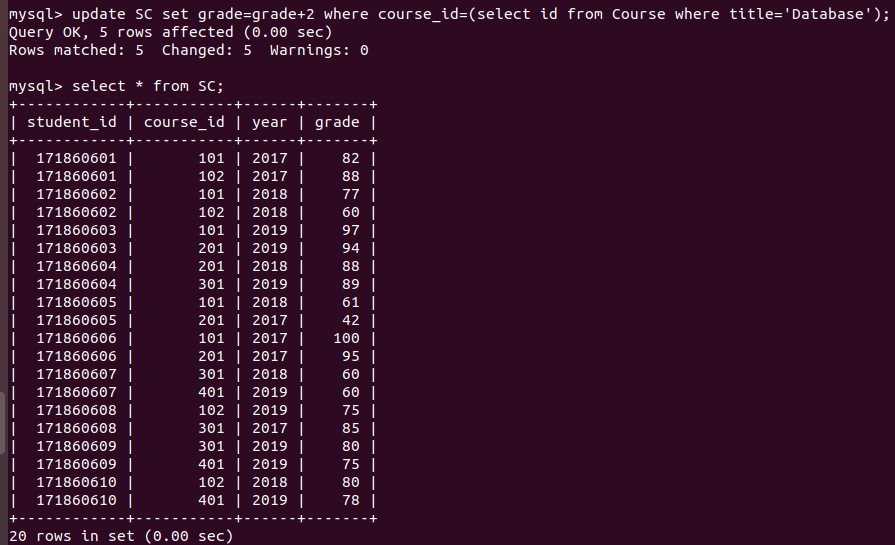 mysql> update SC set grade=grade+2 where course_id=(select id from Course where title='Database');
Query OK, 5 rows affected (0.00 sec)
Rows matched: 5  Changed: 5  Warnings: 0

mysql> select * from SC;
+------------+-----------+------+-------+
| student_id | course_id | year | grade |
+------------+-----------+------+-------+
|  171860601 |       101 | 2017 |    82 |
|  171860601 |       102 | 2017 |    88 |
|  171860602 |       101 | 2018 |    77 |
|  171860602 |       102 | 2018 |    60 |
|  171860603 |       101 | 2019 |    97 |
|  171860603 |       201 | 2019 |    94 |
|  171860604 |       201 | 2018 |    88 |
|  171860604 |       301 | 2019 |    89 |
|  171860605 |       101 | 2018 |    61 |
|  171860605 |       201 | 2017 |    42 |
|  171860606 |       101 | 2017 |   100 |
|  171860606 |       201 | 2017 |    95 |
|  171860607 |       301 | 2018 |    60 |
|  171860607 |       401 | 2019 |    60 |
|  171860608 |       102 | 2019 |    75 |
|  171860608 |       301 | 2017 |    85 |
|  171860609 |       301 | 2019 |    80 |
|  171860609 |       401 | 2019 |    75 |
|  171860610 |       102 | 2018 |    80 |
|  171860610 |       401 | 2019 |    78 |
+------------+-----------+------+-------+
20 rows in set (0.00 sec)